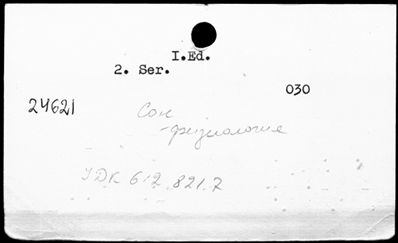 I.Ed.
2. Ser.
030
24621
Сон
-физиология
УДК 612.821.7